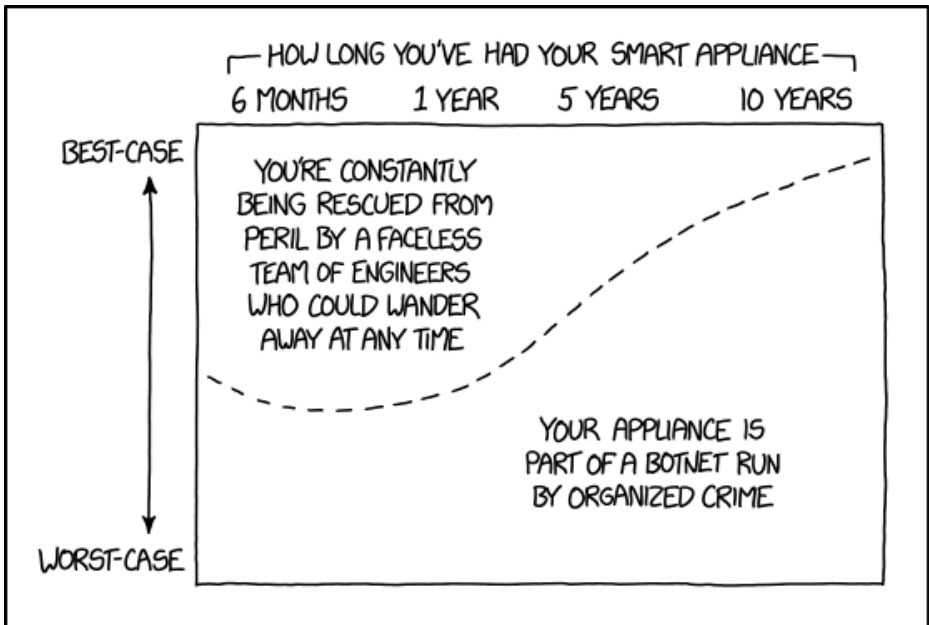 HOW LONG YOU'VE HAD YOUR SMART APPLIANCE
6 MONTHS 1 YEAR 5 YEARS 10 YEARS
BEST-CASE
YOU'RE CONSTANTLY
BEING RESCUED FROM
PERIL BY A FACELESS
TEAM OF ENGINEERS
WHO COULD WANDER
AWAY AT ANY TIME
YOUR APPLIANCE IS
PART OF A BOTNET RUN
BY ORGANIZED CRIME
WORST-CASE